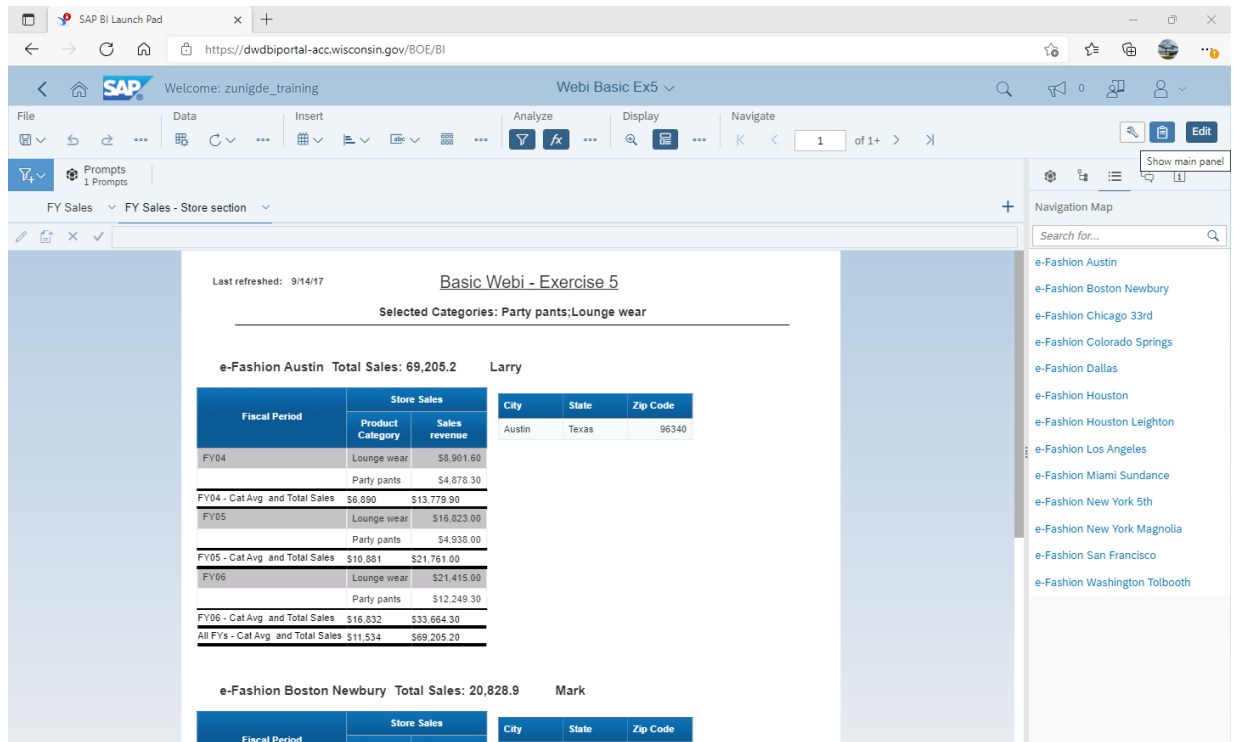 SAP BI Launch Pad
https://dwdbiportal-acc.wisconsin.gov/BOE/BI
SAP Welcome: zunigde_training Webi Basic Ex5 0
File Data Insert Analyze Display Navigate
abc fx 1 of 1+ Edit
Show main panel
Prompts
1 Prompts
FY Sales FY Sales - Store section
Navigation Map
Search for...
e-Fashion Austin
e-Fashion Boston Newbury
e-Fashion Chicago 33rd
e-Fashion Colorado Springs
e-Fashion Dallas
e-Fashion Houston
e-Fashion Houston Leighton
e-Fashion Los Angeles
e-Fashion Miami Sundance
e-Fashion New York 5th
e-Fashion New York Magnolia
e-Fashion San Francisco
e-Fashion Washington Tolbooth
Last refreshed: 9/14/17 Basic Webi - Exercise 5
Selected Categories: Party pants;Lounge wear
e-Fashion Austin Total Sales: 69,205.2 Larry
Fiscal Period Store Sales
Product Category Sales revenue
City State Zip Code
Austin Texas 96340
FY04 Lounge wear $8,901.60
Party pants $4,878.30
FY04 - Cat Avg and Total Sales $6,890 $13,779.90
FY05 Lounge wear $16,823.00
Party pants $4,938.00
FY05 - Cat Avg and Total Sales $10,881 $21,761.00
FY06 Lounge wear $21,415.00
Party pants $12,249.30
FY06 - Cat Avg and Total Sales $16,832 $33,664.30
All FYs - Cat Avg and Total Sales $11,534 $69,205.20
e-Fashion Boston Newbury Total Sales: 20,828.9 Mark
Store Sales
City State Zip Code
Fiscal Period